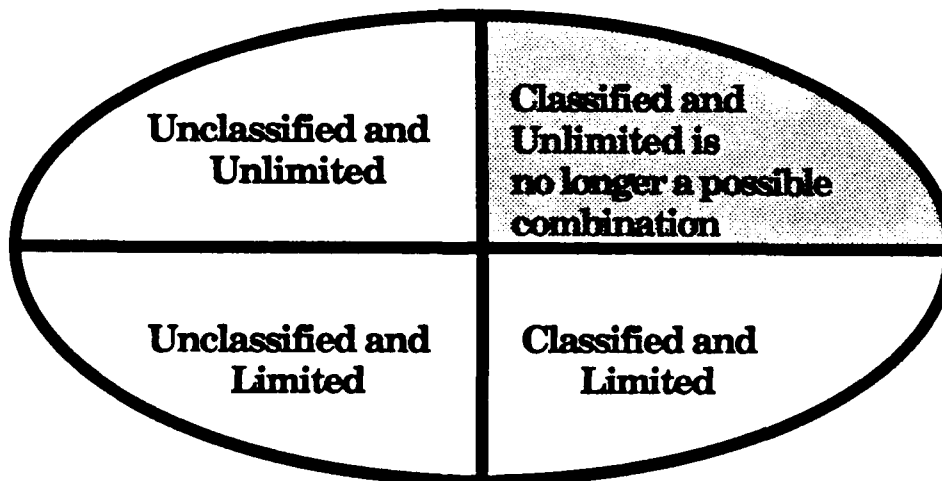 Unclassified and
Unlimited
Classified and
Unlimited is
no longer a possible
combination
Unclassified and
Limited
Classified and
Limited